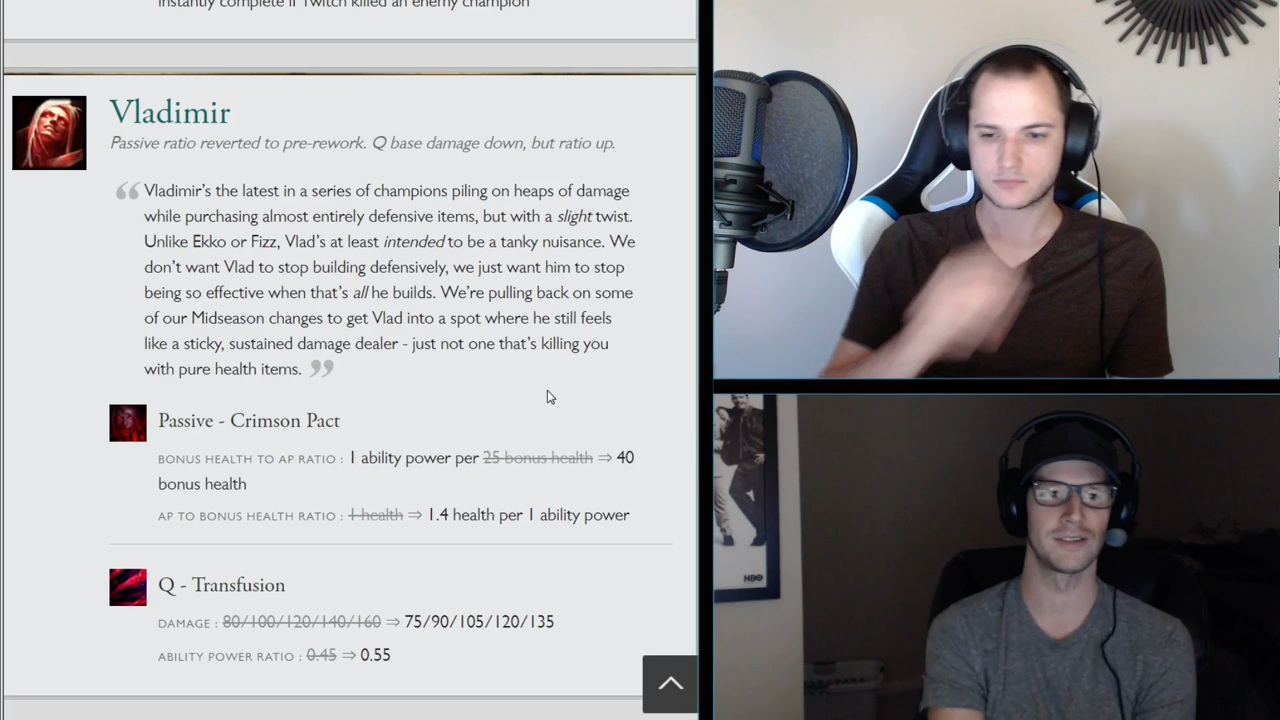 instantly complete if Twitch killed an enemy champion
Vladimir
Passive ratio reverted to pre-rework. Q base damage down, but ratio up.
“ Vladimir's the latest in a series of champions piling on heaps of damage
while purchasing almost entirely defensive items, but with a slight twist.
Unlike Ekko or Fizz, Vlad's at least intended to be a tanky nuisance. We
don't want Vlad to stop building defensively, we just want him to stop
being so effective when that's all he builds. We're pulling back on some
of our Midseason changes to get Vlad into a spot where he still feels
like a sticky, sustained damage dealer - just not one that's killing you
with pure health items. ”
Passive - Crimson Pact
BONUS HEALTH TO AP RATIO : 1 ability power per 25 bonus health ⇒ 40
bonus health
AP TO BONUS HEALTH RATIO : 1 health ⇒ 1.4 health per 1 ability power
Q - Transfusion
DAMAGE : 80/100/120/140/160 ⇒ 75/90/105/120/135
ABILITY POWER RATIO : 0.45 ⇒ 0.55
HBO